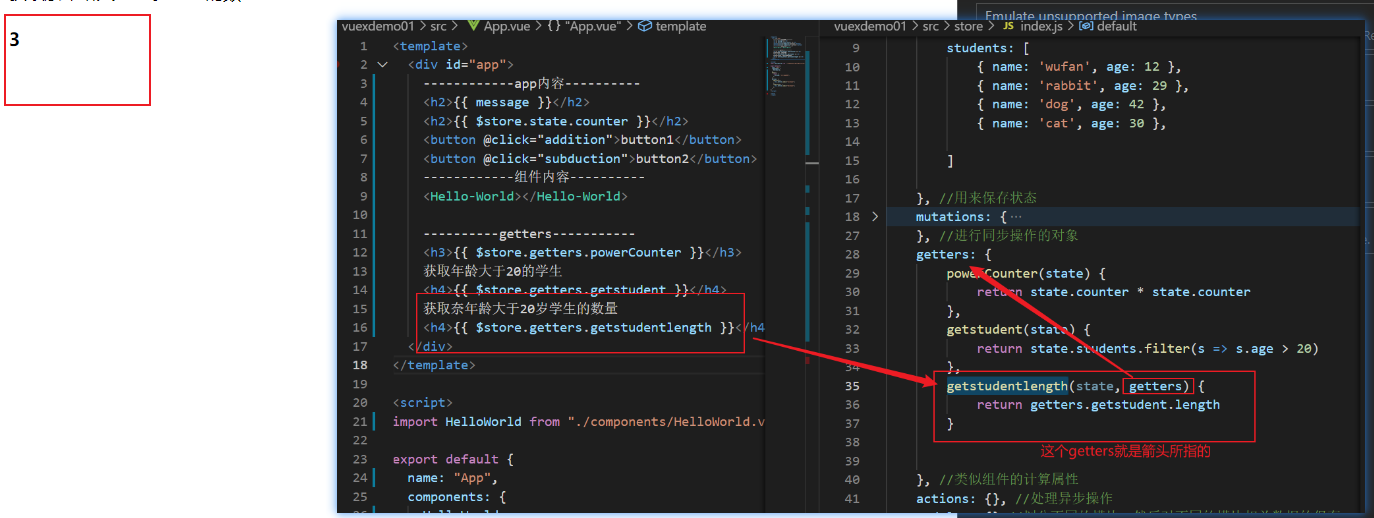 3
Emulate unsupported image types
vuexdemo01 > src > App.vue > {} "App.vue" > template
1 <template>
2 <div id="app">
3 ------------app内容----------
4 <h2>{{ message }}</h2>
5 <h2>{{ $store.state.counter }}</h2>
6 <button @click="addition">button1</button>
7 <button @click="subduction">button2</button>
8 ------------组件内容----------
9 <Hello-World></Hello-World>
10
11 ----------getters-----------
12 <h3>{{ $store.getters.powerCounter }}</h3>
13 获取年龄大于20的学生
14 <h4>{{ $store.getters.getstudent }}</h4>
15 获取奈年龄大于20岁学生的数量
16 <h4>{{ $store.getters.getstudentlength }}</h4
17 </div>
18 </template>
19
20 <script>
21 import HelloWorld from "./components/HelloWorld.v
22
23 export default {
24 name: "App",
25 components: {
vuexdemo01 > src > store > JS index.js > default
9 students: [
10 { name: 'wufan', age: 12 },
11 { name: 'rabbit', age: 29 },
12 { name: 'dog', age: 42 },
13 { name: 'cat', age: 30 },
14
15 ]
16
17 }, //用来保存状态
18 mutations: {…
27 }, //进行同步操作的对象
28 getters: {
29 powerCounter(state) {
30 return state.counter * state.counter
31 },
32 getstudent(state) {
33 return state.students.filter(s => s.age > 20)
34 },
35 getstudentlength(state, getters) {
36 return getters.getstudent.length
37 }
38
这个getters就是箭头所指的
39
40 }, //类似组件的计算属性
41 actions: {}, //处理异步操作